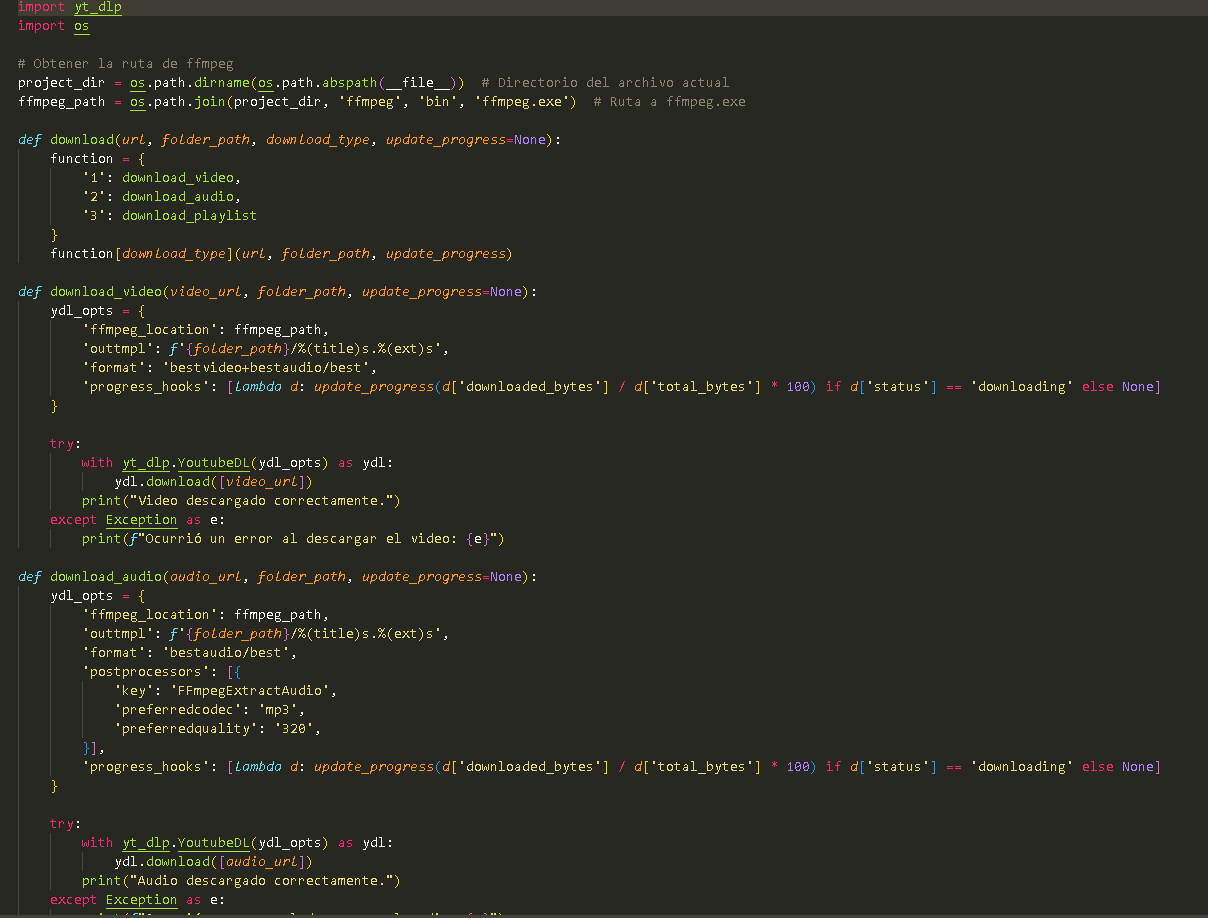 import yt_dlp
import os

# Obtener la ruta de ffmpeg
project_dir = os.path.dirname(os.path.abspath(__file__))  # Directorio del archivo actual
ffmpeg_path = os.path.join(project_dir, 'ffmpeg', 'bin', 'ffmpeg.exe')  # Ruta a ffmpeg.exe

def download(url, folder_path, download_type, update_progress=None):
    function = {
        '1': download_video,
        '2': download_audio,
        '3': download_playlist
    }
    function[download_type](url, folder_path, update_progress)

def download_video(video_url, folder_path, update_progress=None):
    ydl_opts = {
        'ffmpeg_location': ffmpeg_path,
        'outtmpl': f'{folder_path}/%(title)s.%(ext)s',
        'format': 'bestvideo+bestaudio/best',
        'progress_hooks': [lambda d: update_progress(d['downloaded_bytes'] / d['total_bytes'] * 100) if d['status'] == 'downloading' else None]
    }

    try:
        with yt_dlp.YoutubeDL(ydl_opts) as ydl:
            ydl.download([video_url])
        print("Video descargado correctamente.")
    except Exception as e:
        print(f"Ocurrió un error al descargar el video: {e}")

def download_audio(audio_url, folder_path, update_progress=None):
    ydl_opts = {
        'ffmpeg_location': ffmpeg_path,
        'outtmpl': f'{folder_path}/%(title)s.%(ext)s',
        'format': 'bestaudio/best',
        'postprocessors': [{
            'key': 'FFmpegExtractAudio',
            'preferredcodec': 'mp3',
            'preferredquality': '320',
        }],
        'progress_hooks': [lambda d: update_progress(d['downloaded_bytes'] / d['total_bytes'] * 100) if d['status'] == 'downloading' else None]
    }

    try:
        with yt_dlp.YoutubeDL(ydl_opts) as ydl:
            ydl.download([audio_url])
        print("Audio descargado correctamente.")
    except Exception as e: